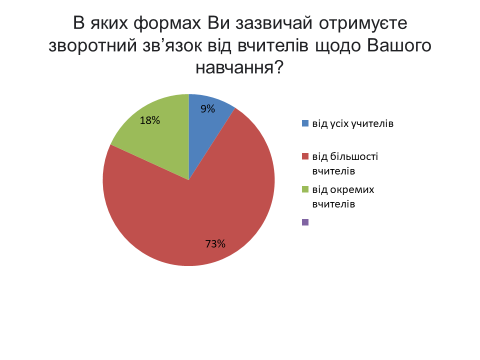 В яких формах Ви зазвичай отримуєте
зворотний зв’язок від вчителів щодо Вашого
навчання?
9%
18%
73%
від усіх учителів
від більшості
вчителів
від окремих
вчителів